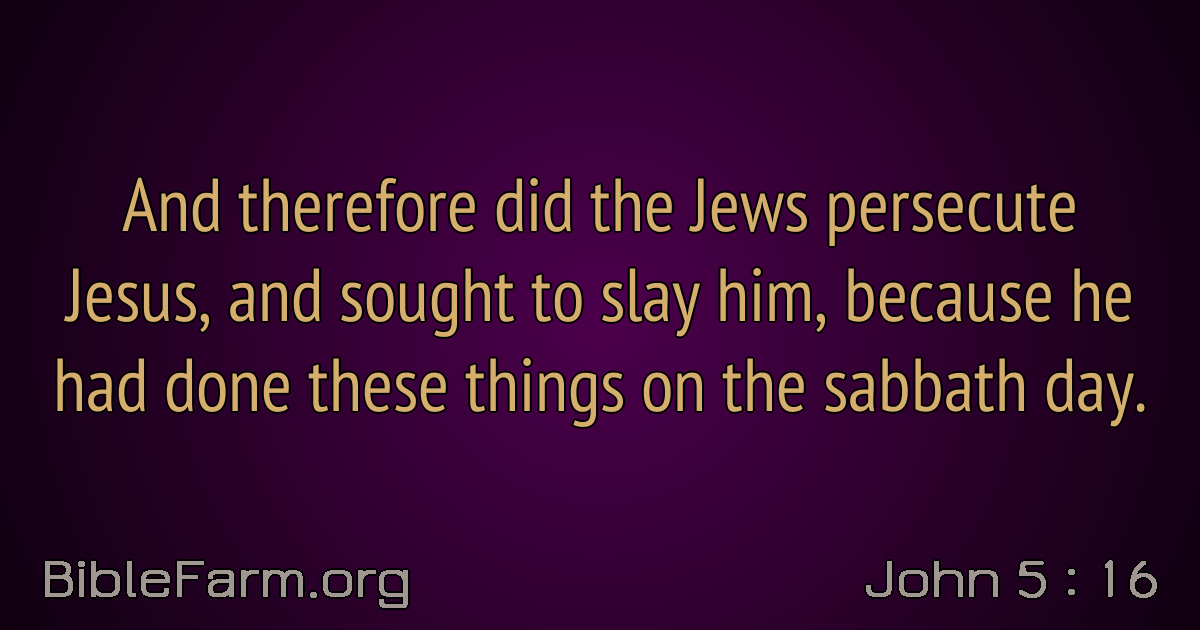 And therefore did the Jews persecute
Jesus, and sought to slay him, because he
had done these things on the sabbath day.
BibleFarm.org
John 5 : 16